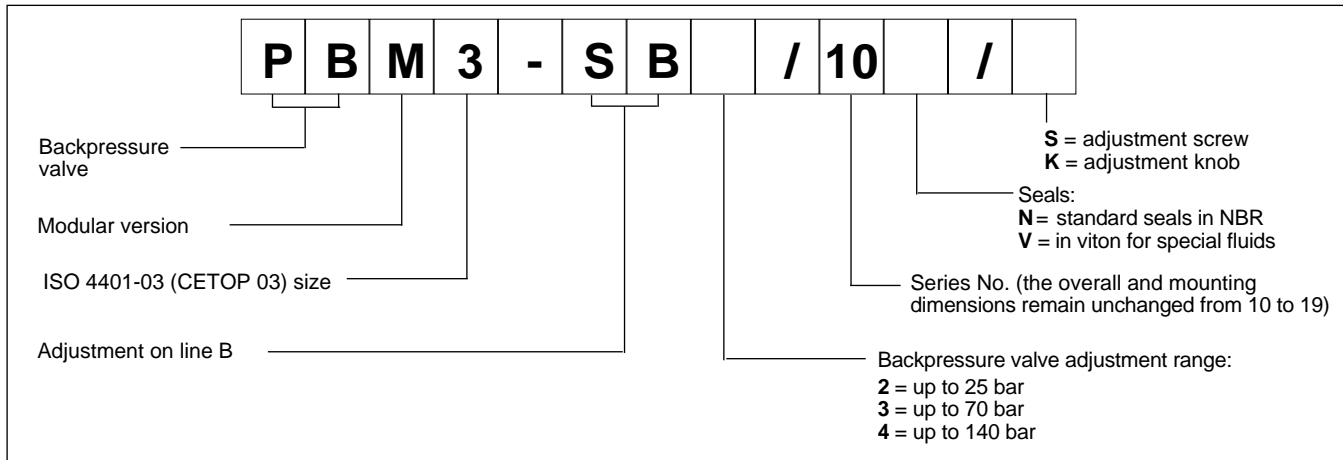 P B M 3 - S B / 10 /
Backpressure
valve
Modular version
ISO 4401-03 (CETOP 03) size
Adjustment on line B
S = adjustment screw
K = adjustment knob
Seals:
N = standard seals in NBR
V = in viton for special fluids
Series No. (the overall and mounting
dimensions remain unchanged from 10 to 19)
Backpressure valve adjustment range:
2 = up to 25 bar
3 = up to 70 bar
4 = up to 140 bar